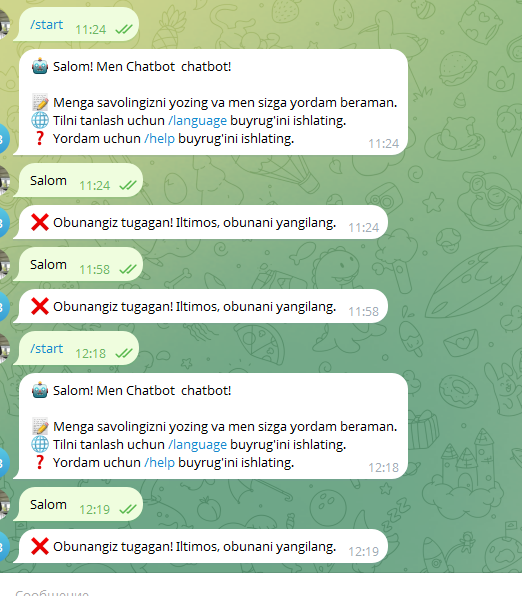 /start 11:24
🤖 Salom! Men Chatbot chatbot!
📝 Menga savolingizni yozing va men sizga yordam beraman.
🌐 Tilni tanlash uchun /language buyrug'ini ishlating.
❓ Yordam uchun /help buyrug'ini ishlating.
11:24
Salom 11:24
❌ Obunangiz tugagan! Iltimos, obunani yangilang. 11:24
Salom 11:58
❌ Obunangiz tugagan! Iltimos, obunani yangilang. 11:58
/start 12:18
🤖 Salom! Men Chatbot chatbot!
📝 Menga savolingizni yozing va men sizga yordam beraman.
🌐 Tilni tanlash uchun /language buyrug'ini ishlating.
❓ Yordam uchun /help buyrug'ini ishlating.
12:18
Salom 12:19
❌ Obunangiz tugagan! Iltimos, obunani yangilang. 12:19
Сообщение